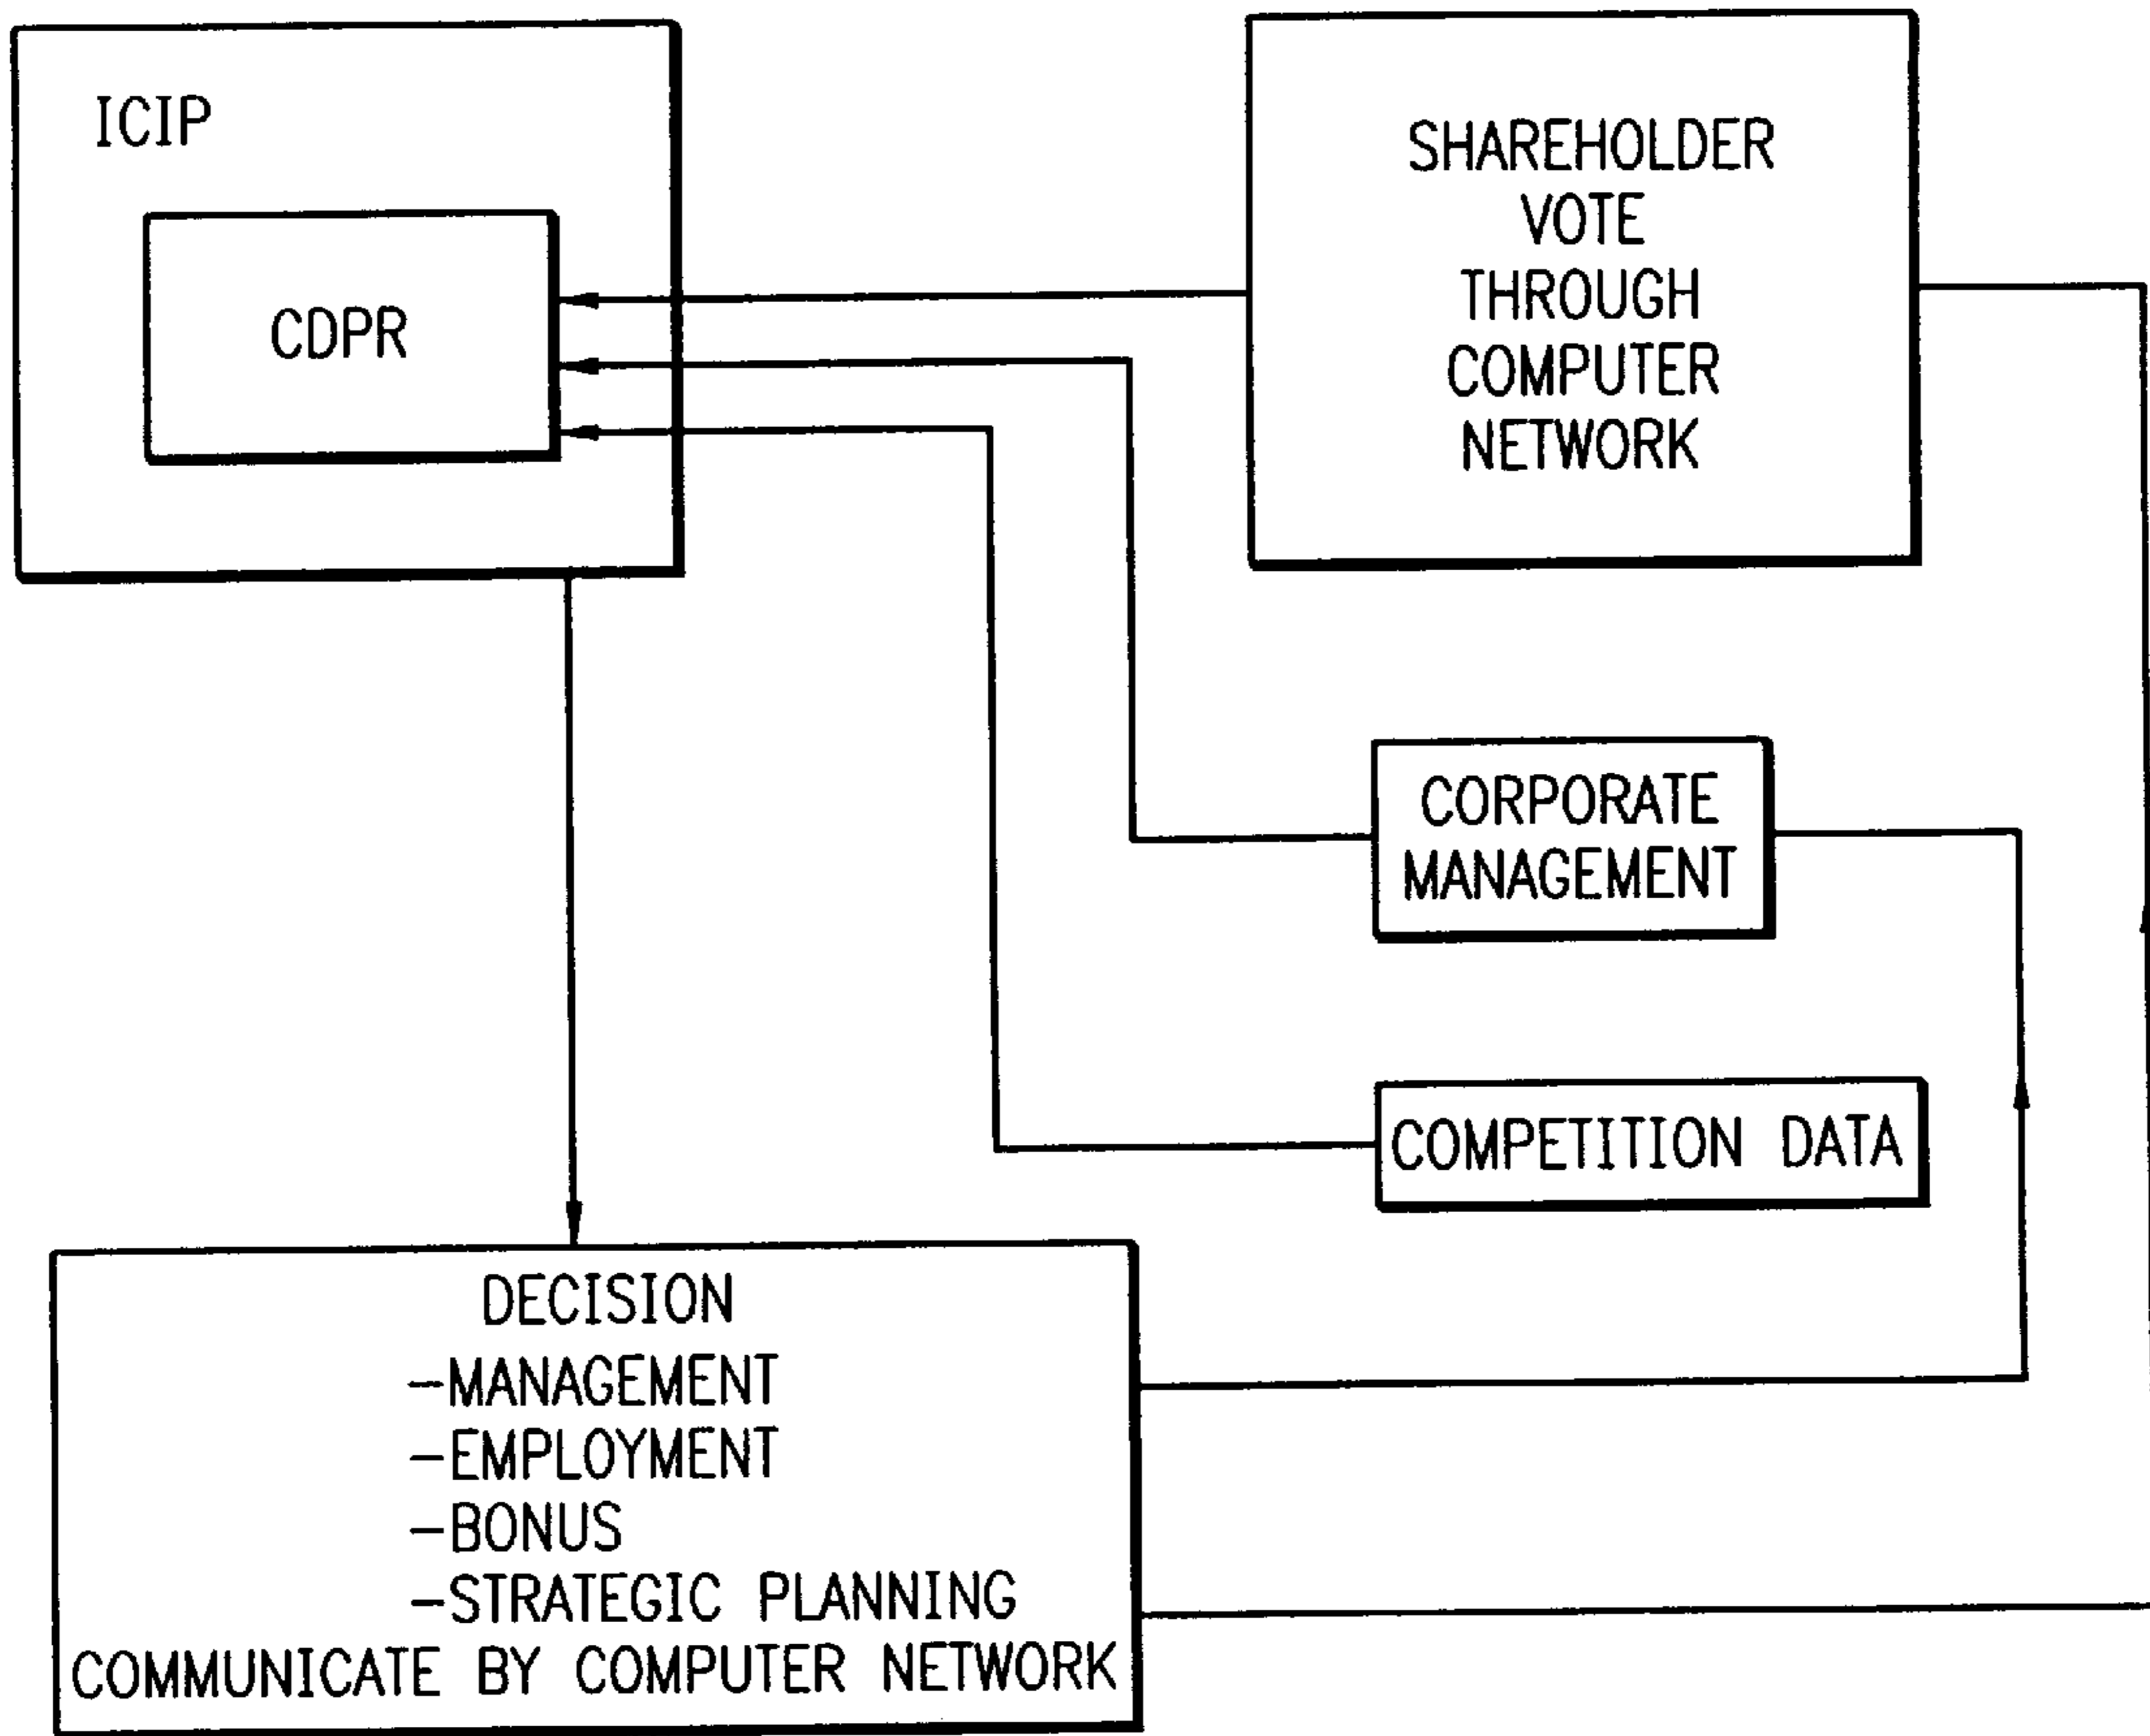 ICIP
CDPR
SHAREHOLDER
VOTE
THROUGH
COMPUTER
NETWORK
CORPORATE
MANAGEMENT
COMPETITION DATA
DECISION
-MANAGEMENT
-EMPLOYMENT
-BONUS
-STRATEGIC PLANNING
COMMUNICATE BY COMPUTER NETWORK